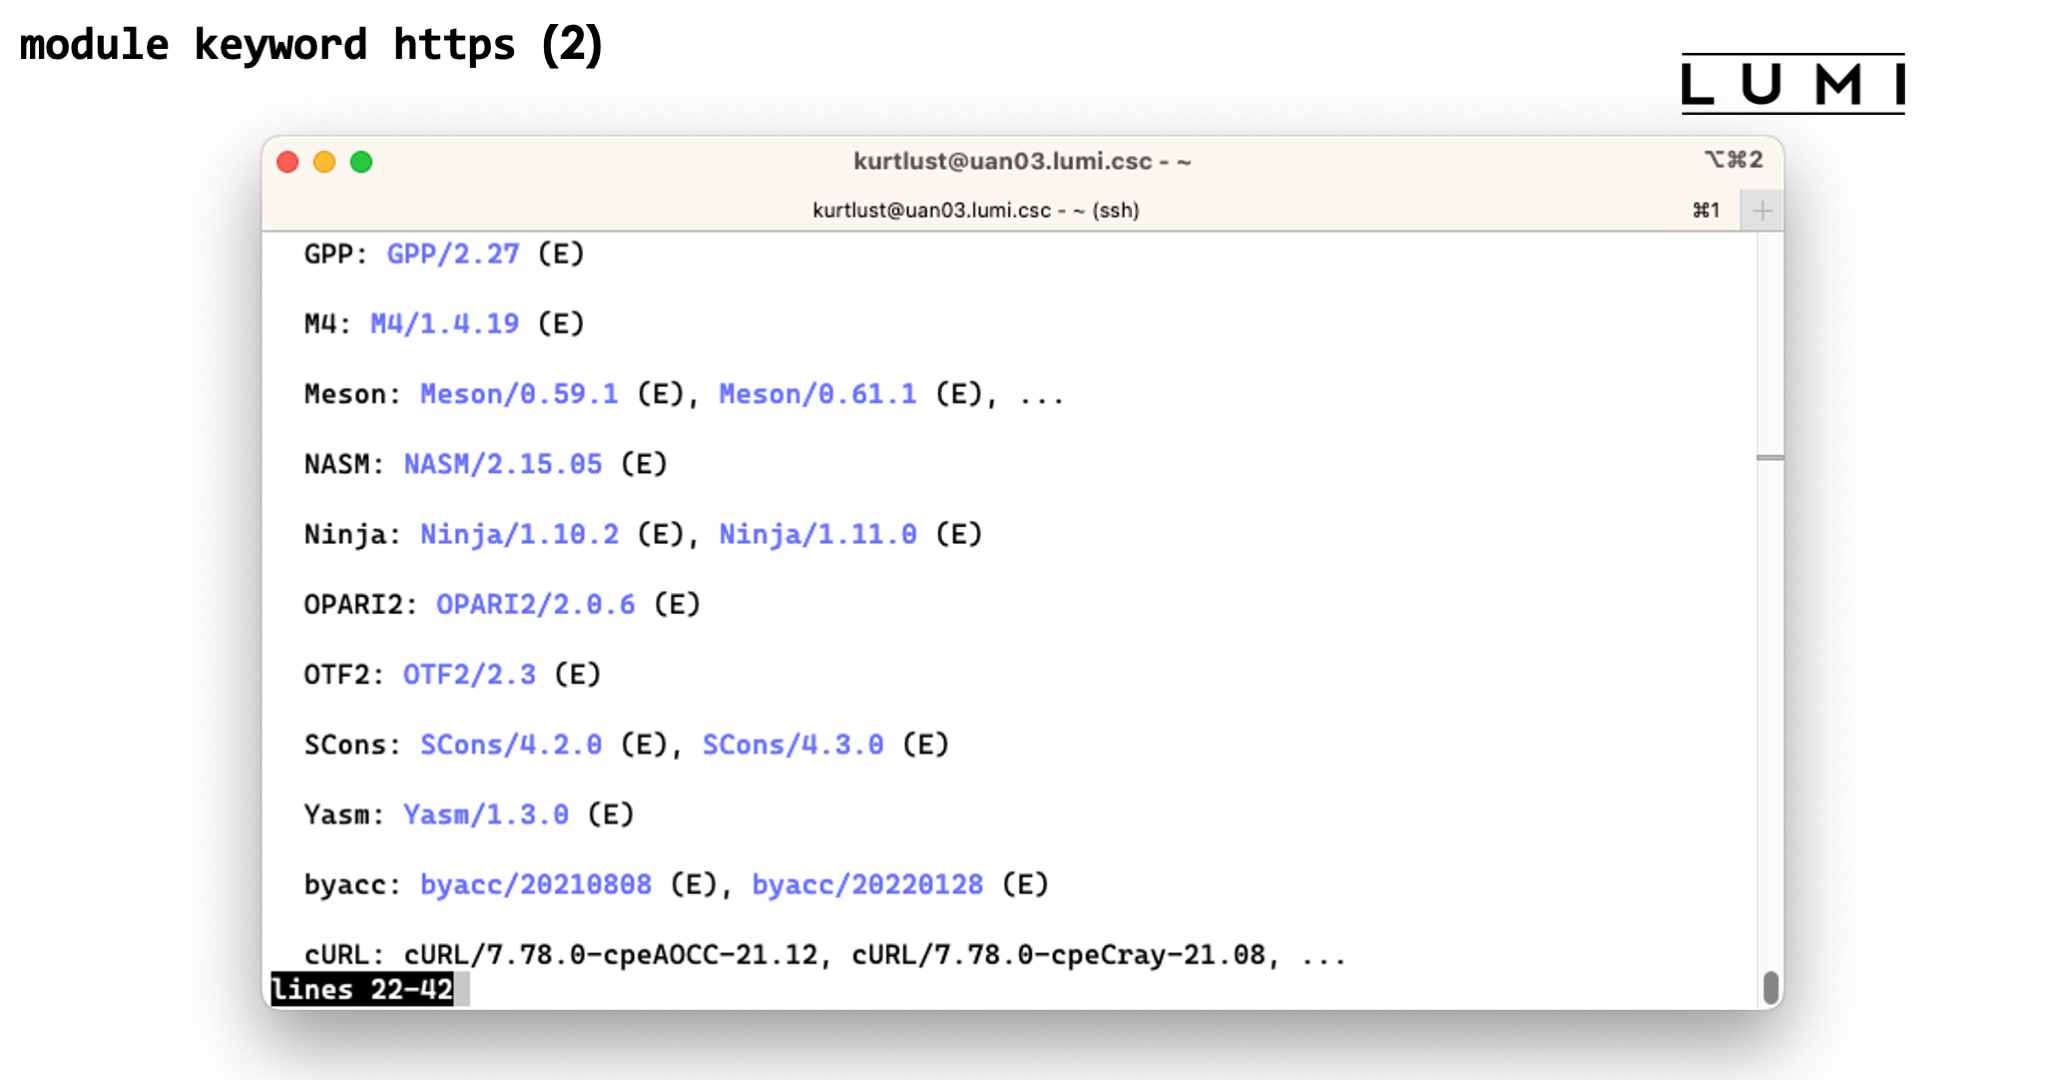 module keyword https (2)
LUMI
kurtlust@uan03.lumi.csc - ~
⌥⌘2
kurtlust@uan03.lumi.csc - ~ (ssh)
⌘1
+
GPP: GPP/2.27 (E)
M4: M4/1.4.19 (E)
Meson: Meson/0.59.1 (E), Meson/0.61.1 (E), ...
NASM: NASM/2.15.05 (E)
Ninja: Ninja/1.10.2 (E), Ninja/1.11.0 (E)
OPARI2: OPARI2/2.0.6 (E)
OTF2: OTF2/2.3 (E)
SCons: SCons/4.2.0 (E), SCons/4.3.0 (E)
Yasm: Yasm/1.3.0 (E)
byacc: byacc/20210808 (E), byacc/20220128 (E)
cURL: cURL/7.78.0-cpeAOCC-21.12, cURL/7.78.0-cpeCray-21.08, ...
lines 22-42